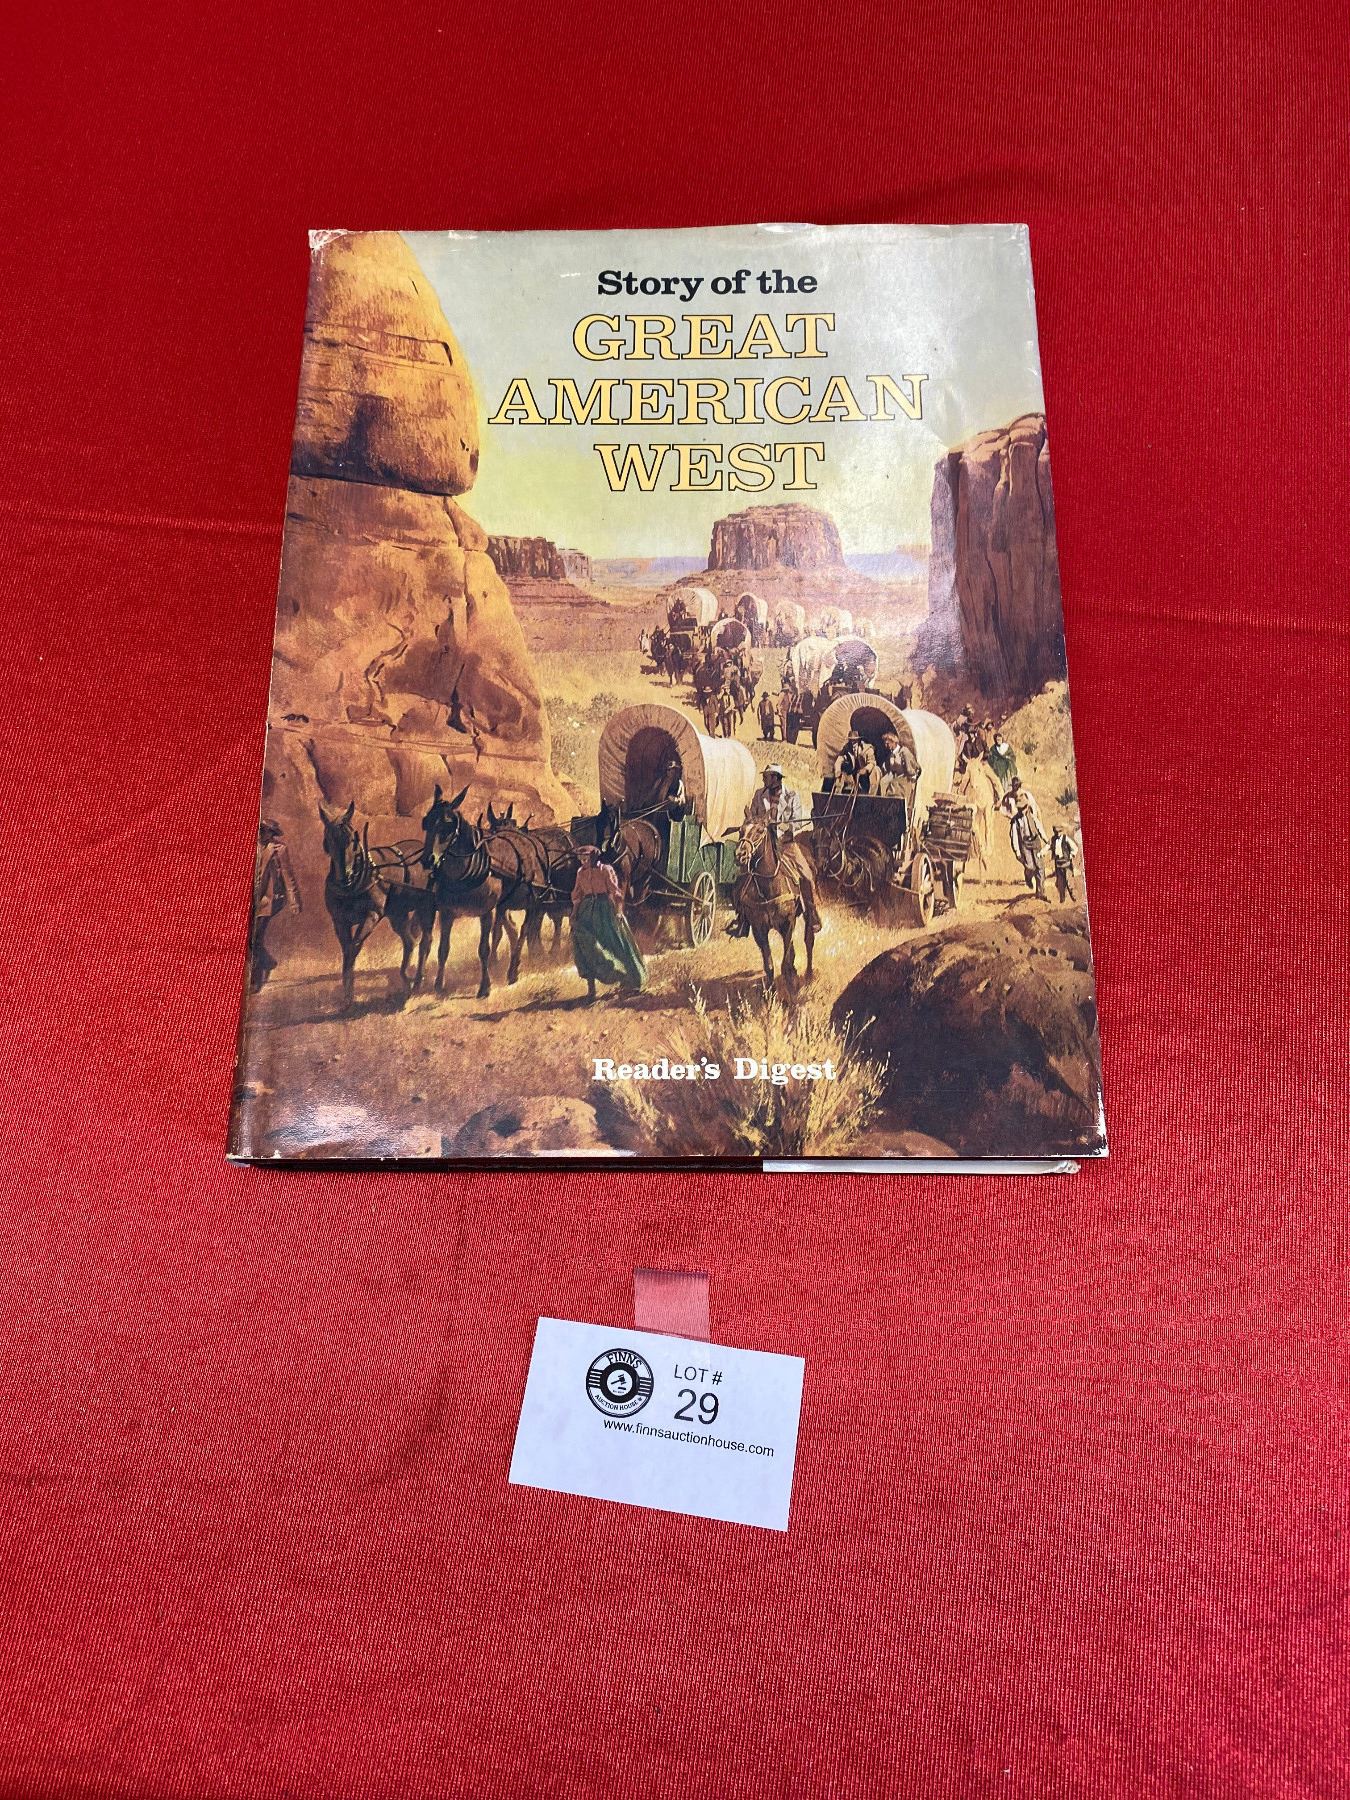 Story of the
GREAT
AMERICAN
WEST
Reader's Digest
FINNS
AUCTION HOUSE
LOT #
29
www.finnsauctionhouse.com